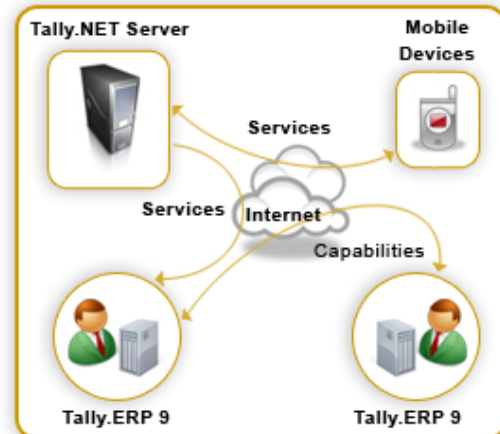 Tally.NET Server
Mobile
Devices
Services
Services
Internet
Capabilities
Tally.ERP 9
Tally.ERP 9